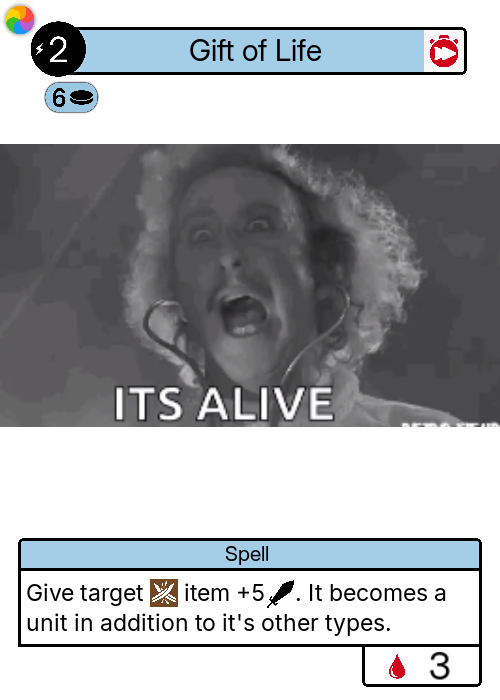 2
Gift of Life
6
ITS ALIVE
Spell
Give target item +5. It becomes a
unit in addition to it's other types.
3